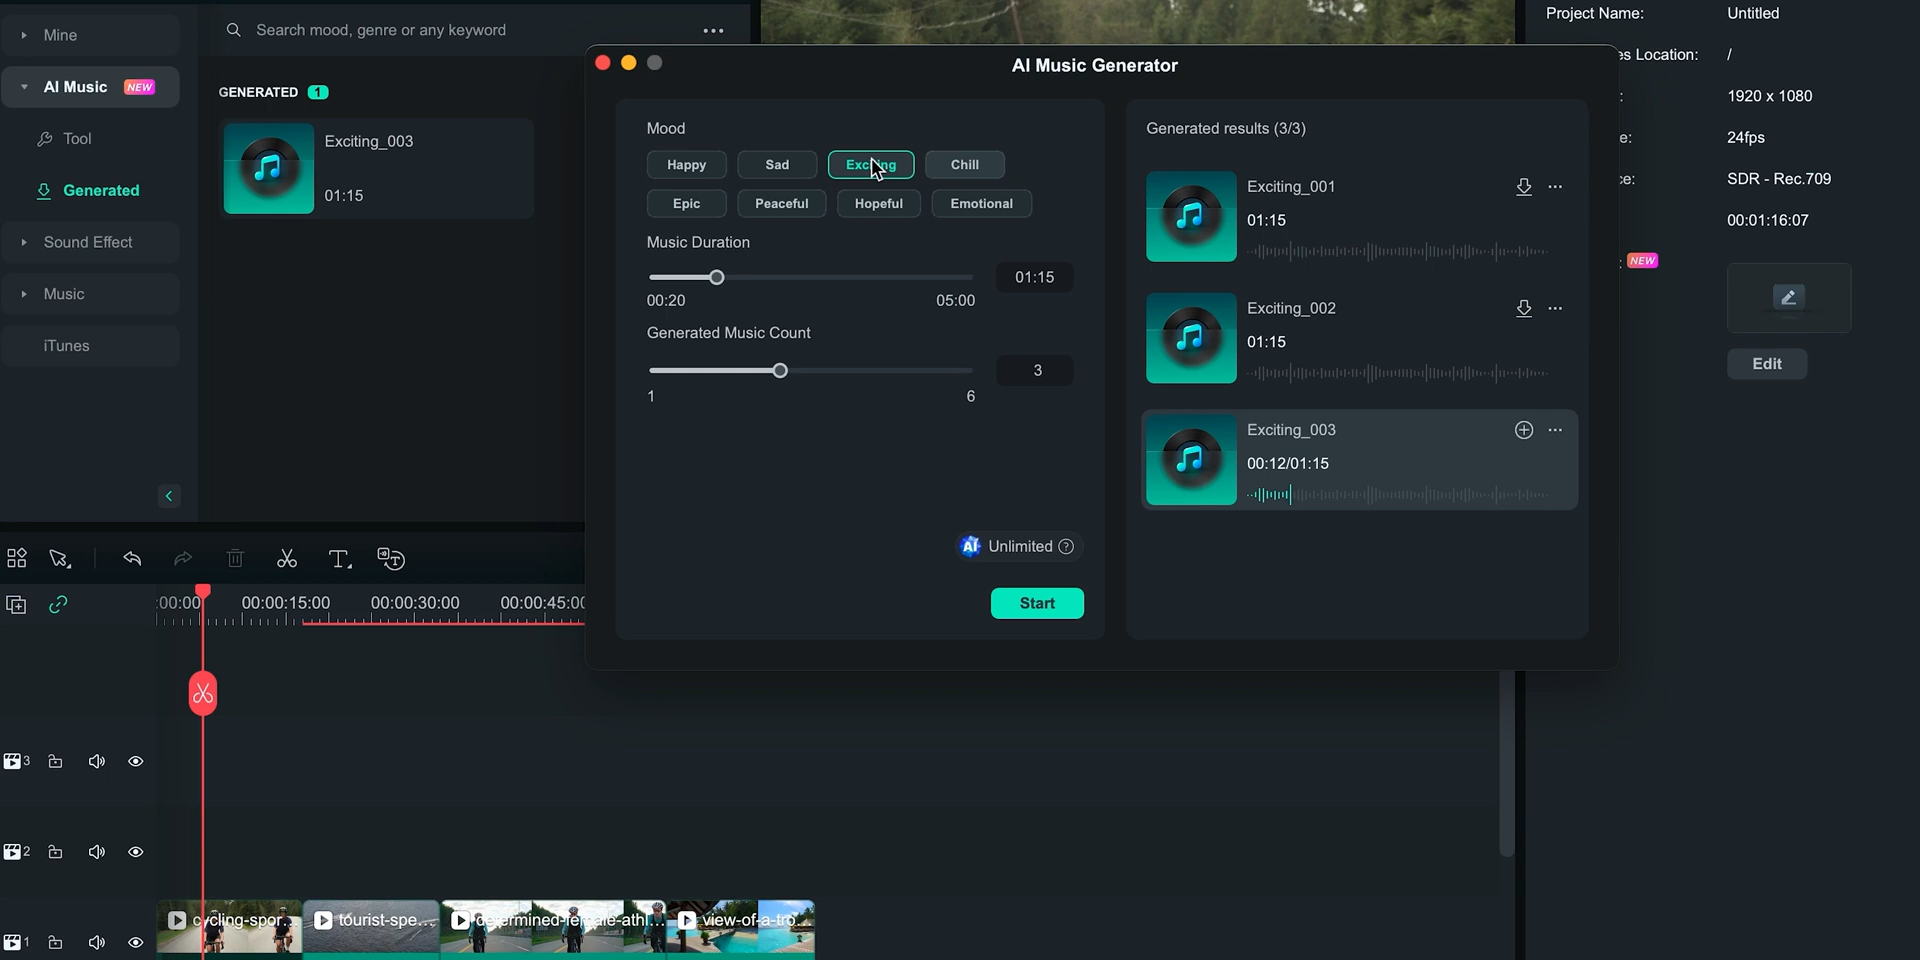 Mine
AI Music NEW
Tool
Generated
Sound Effect
Music
iTunes
Search mood, genre or any keyword
GENERATED 1
Exciting_003
01:15
AI Music Generator
Mood
Happy Sad Exciting Chill
Epic Peaceful Hopeful Emotional
Music Duration
01:15
00:20 05:00
Generated Music Count
3
1 6
AI Unlimited ?
Start
Generated results (3/3)
Exciting_001
01:15
Exciting_002
01:15
Exciting_003
00:12/01:15
Project Name: Untitled
Location: /
1920 x 1080
24fps
SDR - Rec.709
00:01:16:07
NEW
Edit
:00:00 00:00:15:00 00:00:30:00 00:00:45:00
3
2
1
cycling-spor... tourist-spe... determined-female-athl... view-of-a-tro...